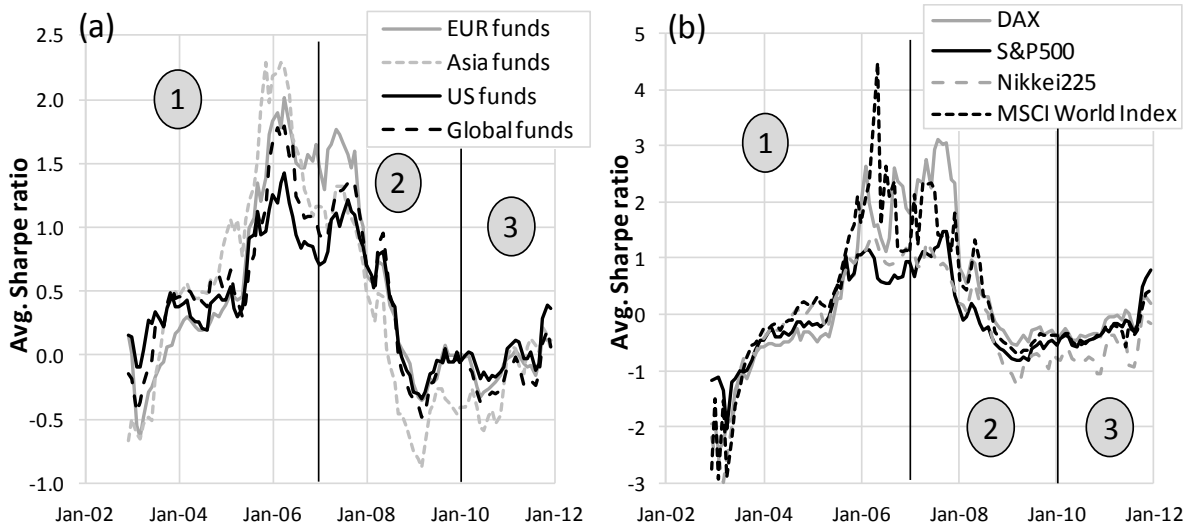 (a)
EUR funds
Asia funds
US funds
Global funds
Avg. Sharpe ratio
2.5
2.0
1.5
1.0
0.5
0.0
-0.5
-1.0
1
2
3
Jan-02 Jan-04 Jan-06 Jan-08 Jan-10 Jan-12
(b)
DAX
S&P500
Nikkei225
MSCI World Index
Avg. Sharpe ratio
5
4
3
2
1
0
-1
-2
-3
1
2
3
Jan-02 Jan-04 Jan-06 Jan-08 Jan-10 Jan-12